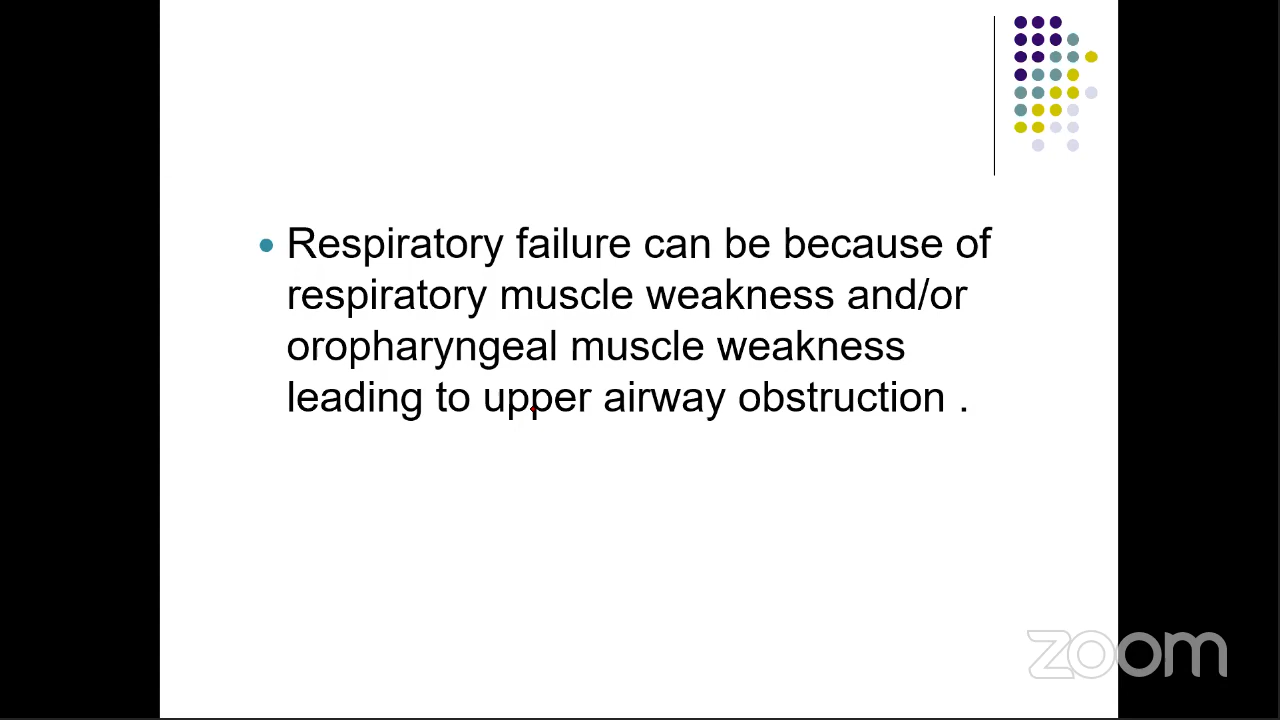 Respiratory failure can be because of
respiratory muscle weakness and/or
oropharyngeal muscle weakness
leading to upper airway obstruction .
zoom